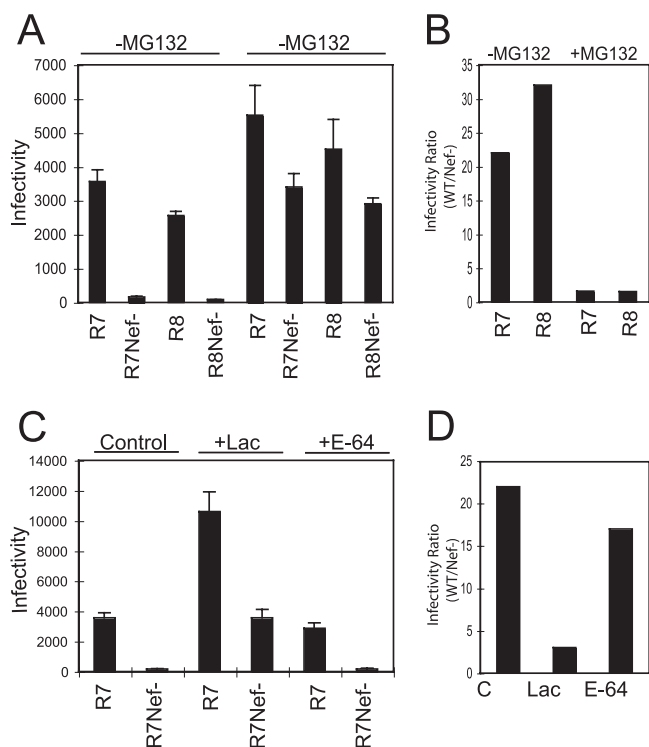 A
-MG132 -MG132
7000
6000
5000
4000
3000
2000
1000
0
Infectivity
R7 R7Nef- R8 R8Nef- R7 R7Nef- R8 R8Nef-
B
-MG132 +MG132
35
30
25
20
15
10
5
0
Infectivity Ratio
(WT/Nef-)
R7 R8 R7 R8
C
Control +Lac +E-64
14000
12000
10000
8000
6000
4000
2000
0
Infectivity
R7 R7Nef- R7 R7Nef- R7 R7Nef-
D
25
20
15
10
5
0
Infectivity Ratio
(WT/Nef-)
C Lac E-64